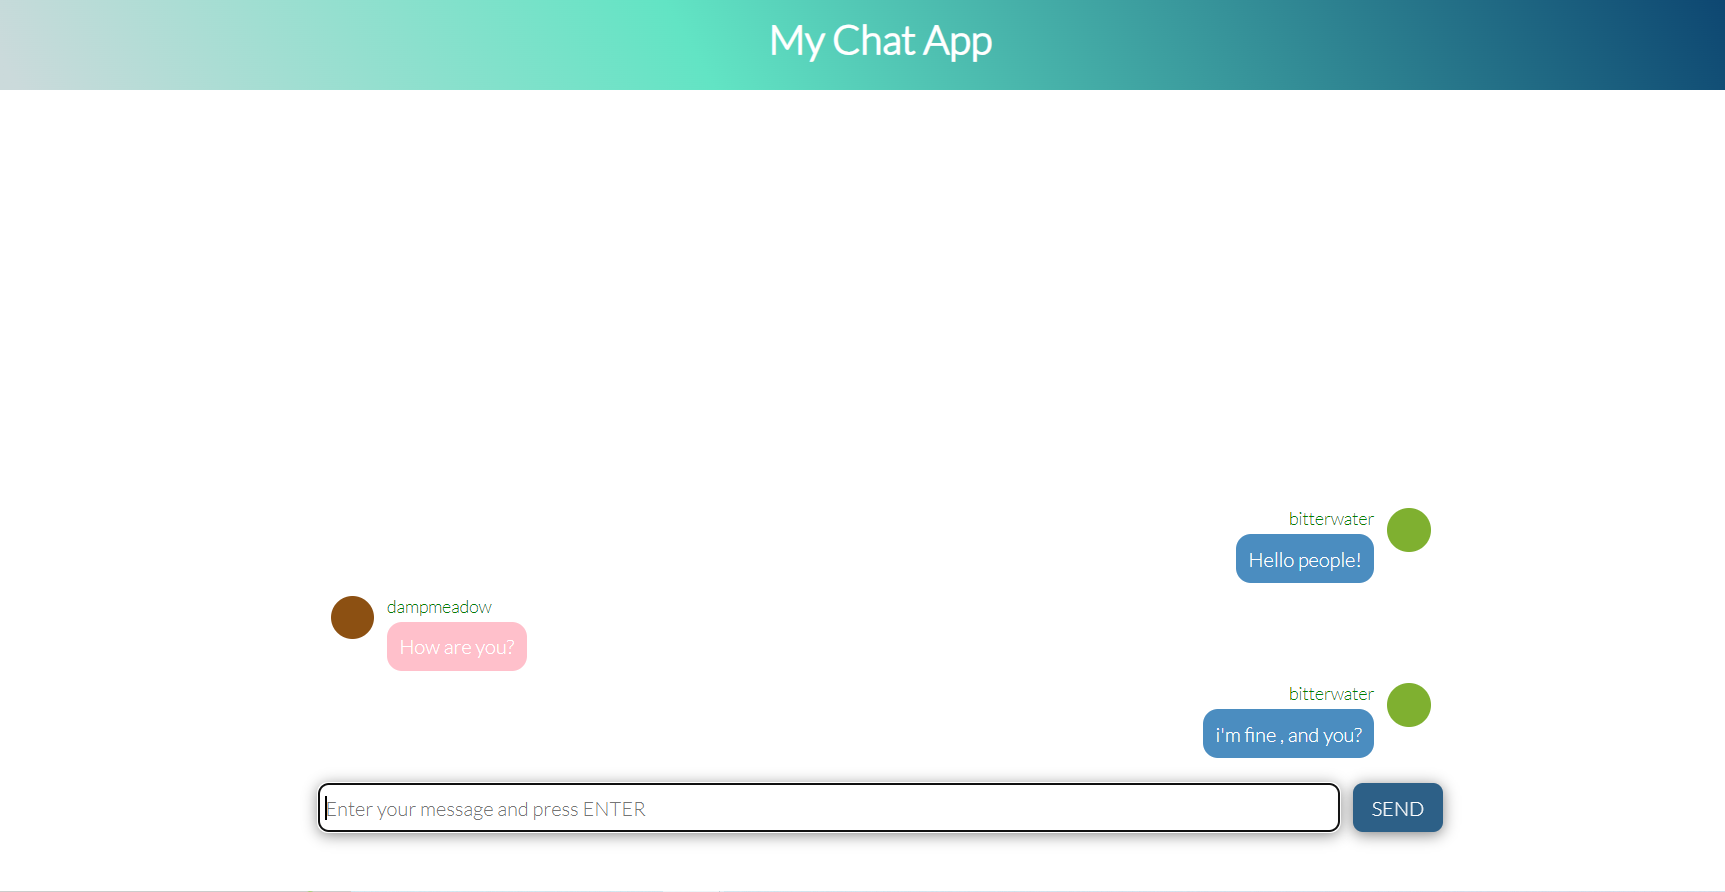 My Chat App
bitterwater
Hello people!
dampmeadow
How are you?
bitterwater
i'm fine , and you?
Enter your message and press ENTER
SEND